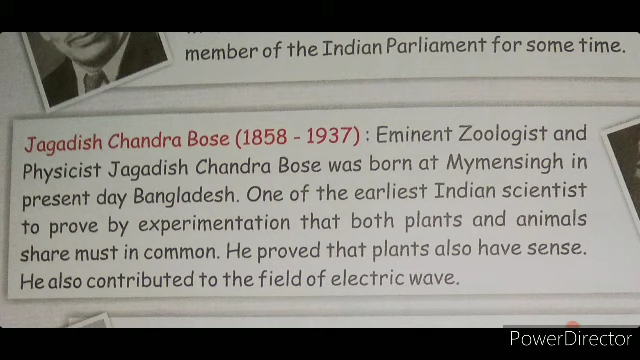 member of the Indian Parliament for some time.
Jagadish Chandra Bose (1858 - 1937) : Eminent Zoologist and
Physicist Jagadish Chandra Bose was born at Mymensingh in
present day Bangladesh. One of the earliest Indian scientist
to prove by experimentation that both plants and animals
share must in common. He proved that plants also have sense.
He also contributed to the field of electric wave.
PowerDirector